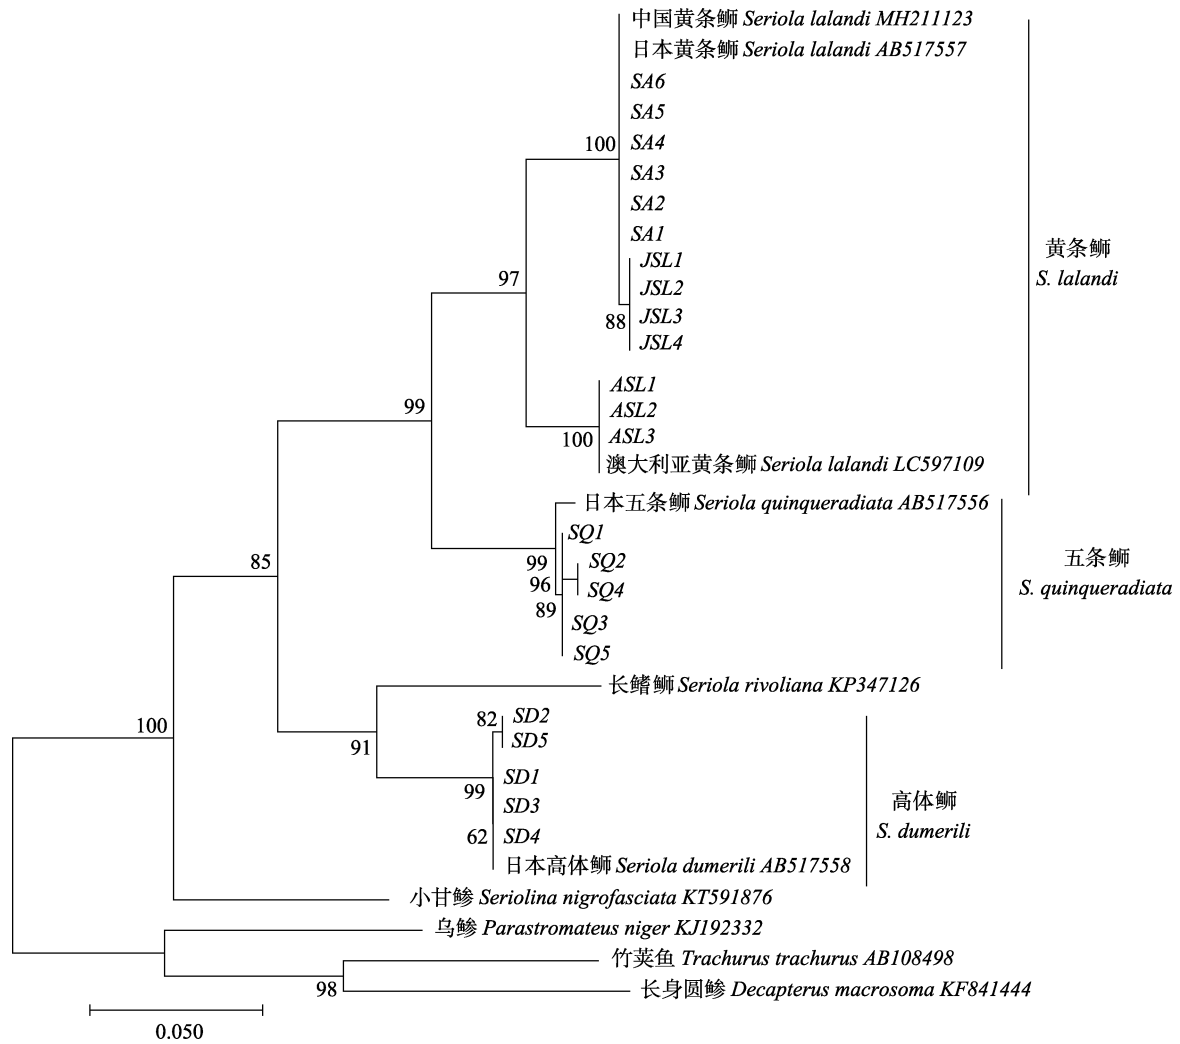 中国黄条鰤 Seriola lalandi MH211123
日本黄条鰤 Seriola lalandi AB517557
SA6
SA5
SA4
100
SA3
SA2
SA1
黄条鰤
S. lalandi
JSL1
97
JSL2
JSL3
88
JSL4
ASL1
99
ASL2
ASL3
100
澳大利亚黄条鰤 Seriola lalandi LC597109
日本五条鰤 Seriola quinqueradiata AB517556
SQ1
五条鰤
S. quinqueradiata
85
99
SQ2
96
SQ4
89
SQ3
SQ5
长鳍鰤 Seriola rivoliana KP347126
82
SD2
100
SD5
91
SD1
99
SD3
高体鰤
S. dumerili
62
SD4
日本高体鰤 Seriola dumerili AB517558
小甘鲹 Seriolina nigrofasciata KT591876
乌鲹 Parastromateus niger KJ192332
竹荚鱼 Trachurus trachurus AB108498
98
长身圆鲹 Decapterus macrosoma KF841444
0.050